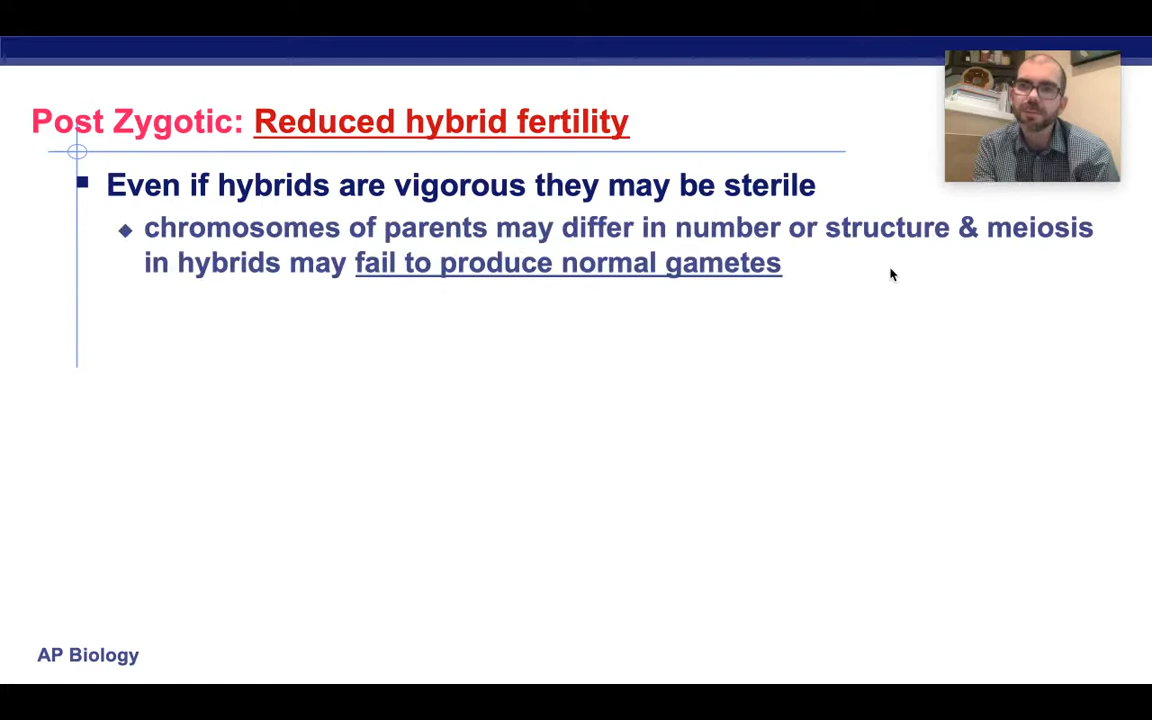 Post Zygotic: Reduced hybrid fertility
Even if hybrids are vigorous they may be sterile
chromosomes of parents may differ in number or structure & meiosis
in hybrids may fail to produce normal gametes
AP Biology